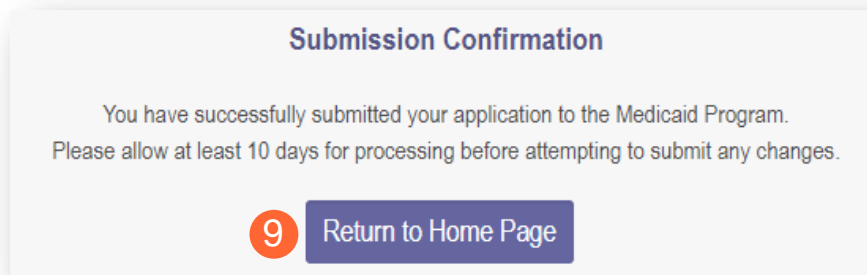 Submission Confirmation
You have successfully submitted your application to the Medicaid Program.
Please allow at least 10 days for processing before attempting to submit any changes.
9 Return to Home Page